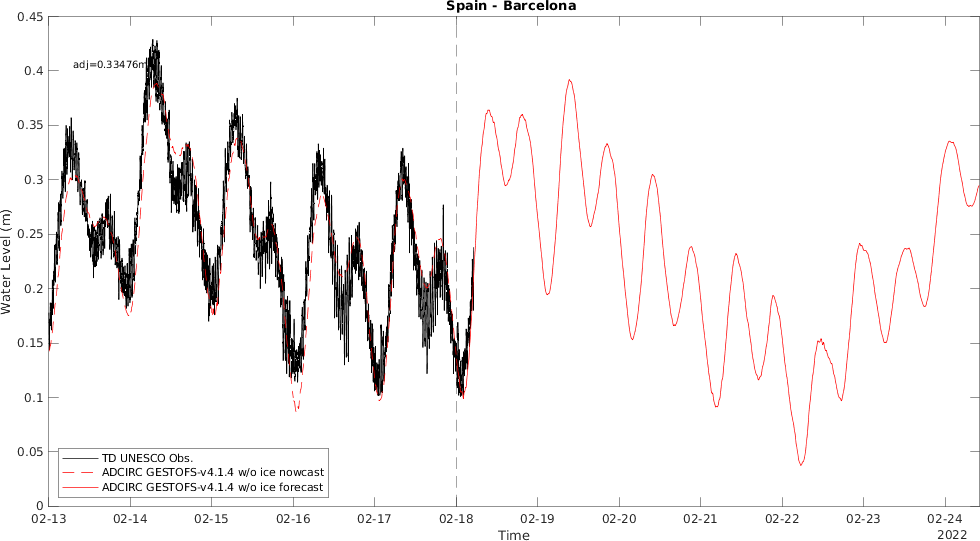 Spain - Barcelona
0.45
0.4
0.35
0.3
0.25
0.2
0.15
0.1
0.05
0
Water Level (m)
adj=0.33476m
TD UNESCO Obs.
ADCIRC GESTOFS-v4.1.4 w/o ice nowcast
ADCIRC GESTOFS-v4.1.4 w/o ice forecast
02-13 02-14 02-15 02-16 02-17 02-18 02-19 02-20 02-21 02-22 02-23 02-24
Time
2022